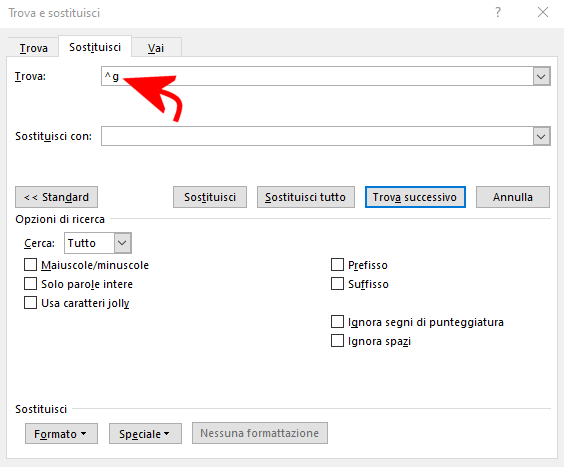 Trova e sostituisci
Trova Sostituisci Vai
Trova: ^g
Sostituisci con:
<< Standard Sostituisci Sostituisci tutto Trova successivo Annulla
Opzioni di ricerca
Cerca: Tutto
Maiuscole/minuscole Prefisso
Solo parole intere Suffisso
Usa caratteri jolly
Ignora segni di punteggiatura
Ignora spazi
Sostituisci
Formato Speciale Nessuna formattazione